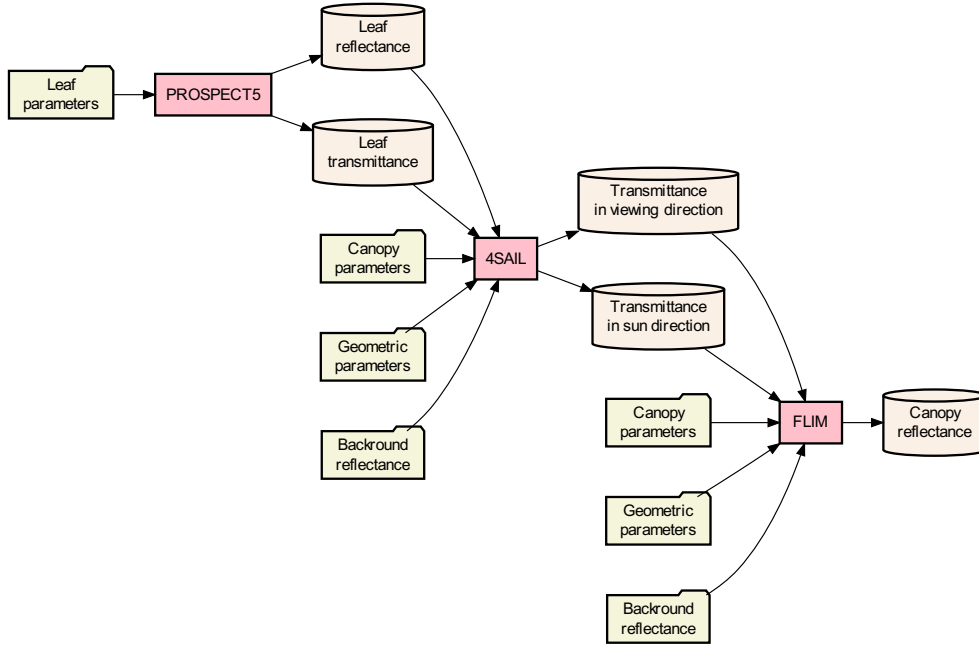 Leaf
reflectance
Leaf
parameters
PROSPECT5
Leaf
transmittance
Transmittance
in viewing direction
Canopy
parameters
4SAIL
Transmittance
in sun direction
Geometric
parameters
Canopy
parameters
FLIM
Canopy
reflectance
Backround
reflectance
Geometric
parameters
Backround
reflectance